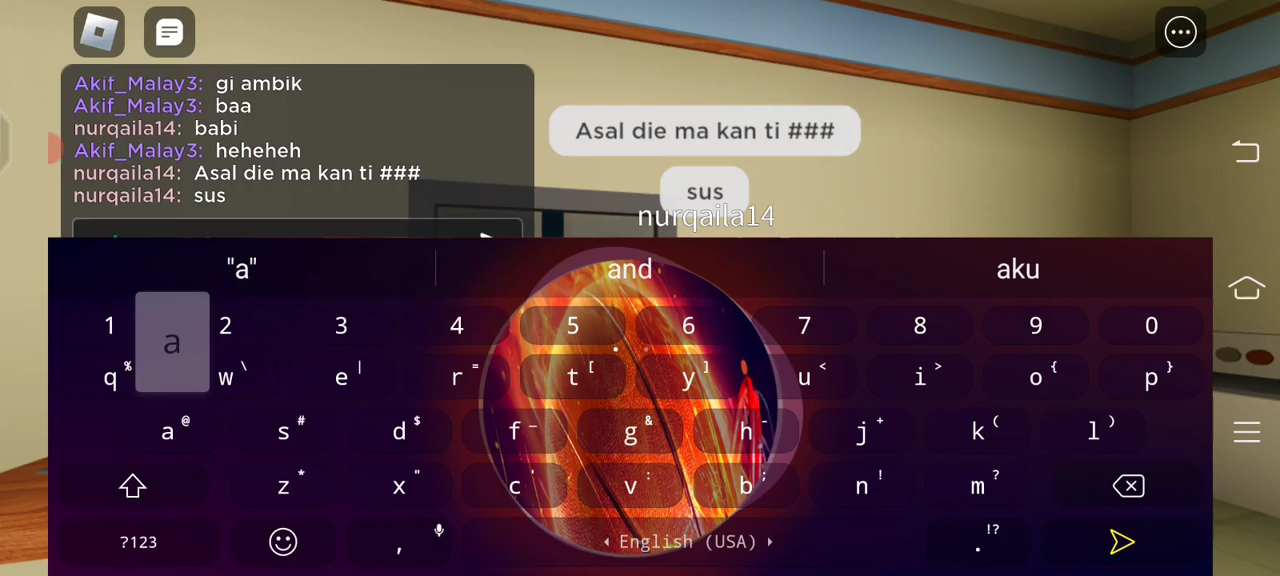 Akif_Malay3: gi ambik
Akif_Malay3: baa
nurqaila14: babi
Akif_Malay3: heheheh
nurqaila14: Asal die ma kan ti ###
nurqaila14: sus
Asal die ma kan ti ###
sus
nurqaila14
"a" and aku
1 2 3 4 5 6 7 8 9 0
a
q% w\ e| r= t[ y] u< i> o{ p}
a@ s# d$ f_ g& h- j+ k( l)
z* x" c' v: b; n! m?
?123 , English (USA) . !?